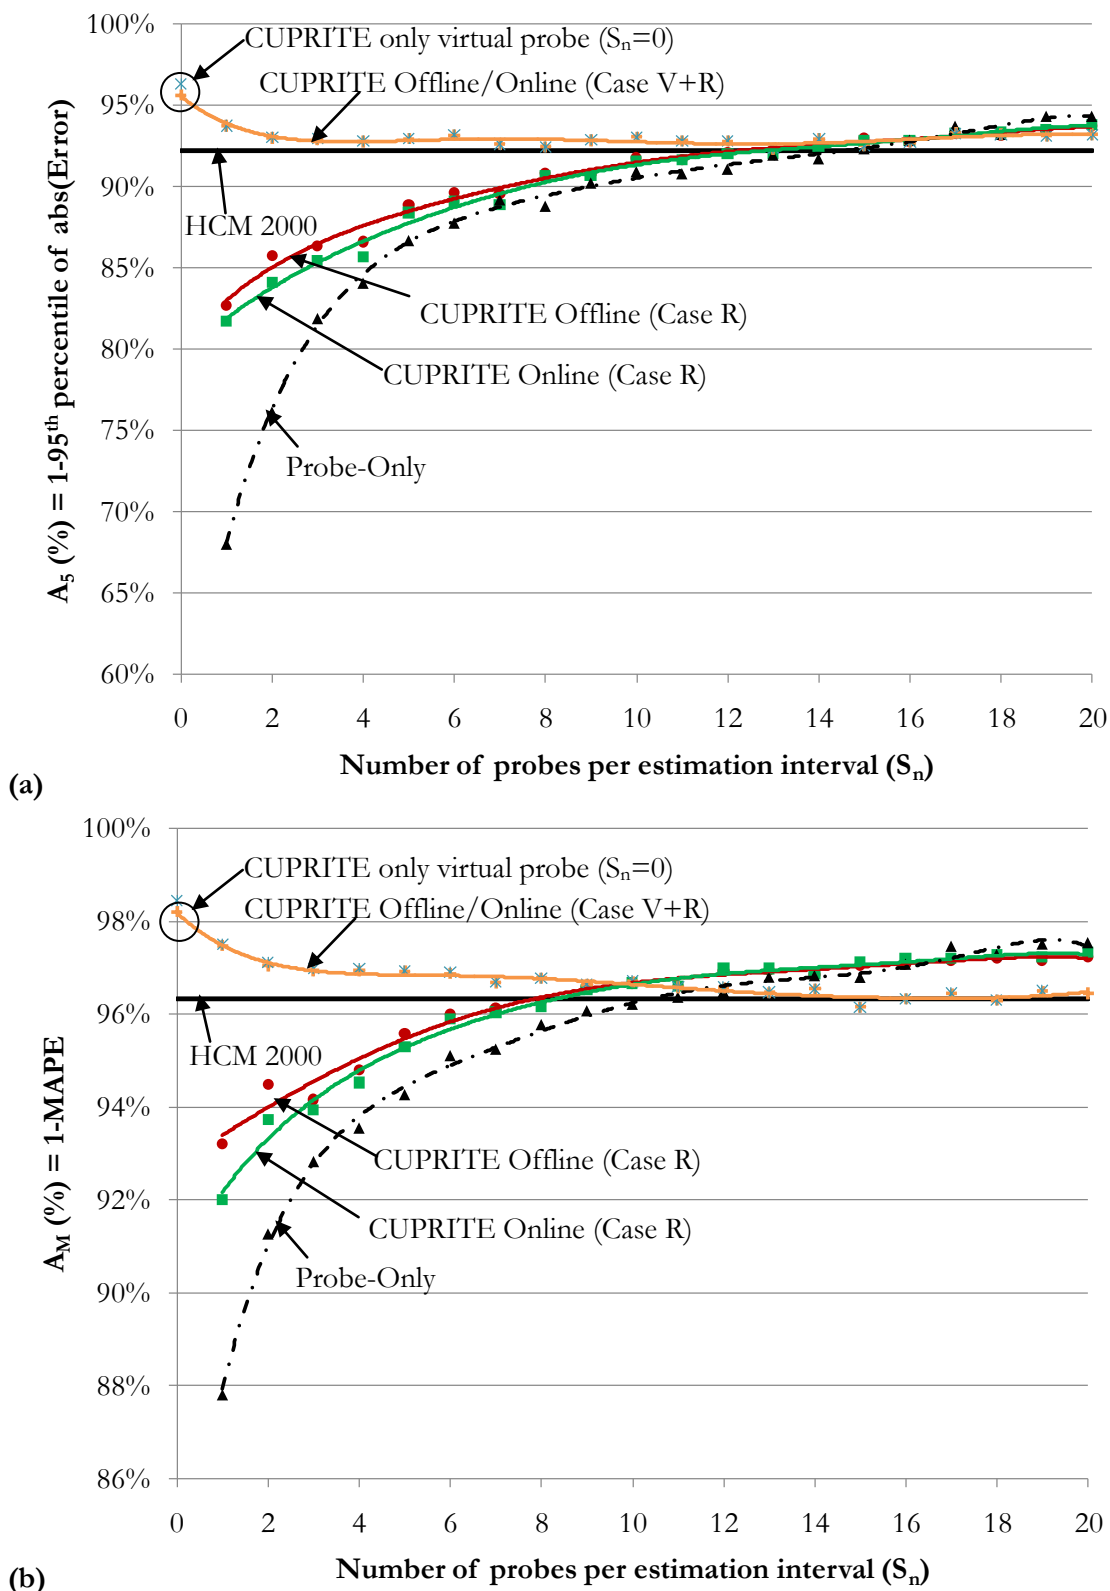 100%
CUPRITE only virtual probe (Sn=0)
CUPRITE Offline/Online (Case V+R)
95%
90%
HCM 2000
85%
CUPRITE Offline (Case R)
80%
CUPRITE Online (Case R)
75%
Probe-Only
70%
65%
60%
A5 (%) = 1-95th percentile of abs(Error)
0 2 4 6 8 10 12 14 16 18 20
Number of probes per estimation interval (Sn)
(a)
100%
CUPRITE only virtual probe (Sn=0)
CUPRITE Offline/Online (Case V+R)
98%
96%
HCM 2000
94%
CUPRITE Offline (Case R)
92%
CUPRITE Online (Case R)
Probe-Only
90%
88%
86%
AM (%) = 1-MAPE
0 2 4 6 8 10 12 14 16 18 20
Number of probes per estimation interval (Sn)
(b)